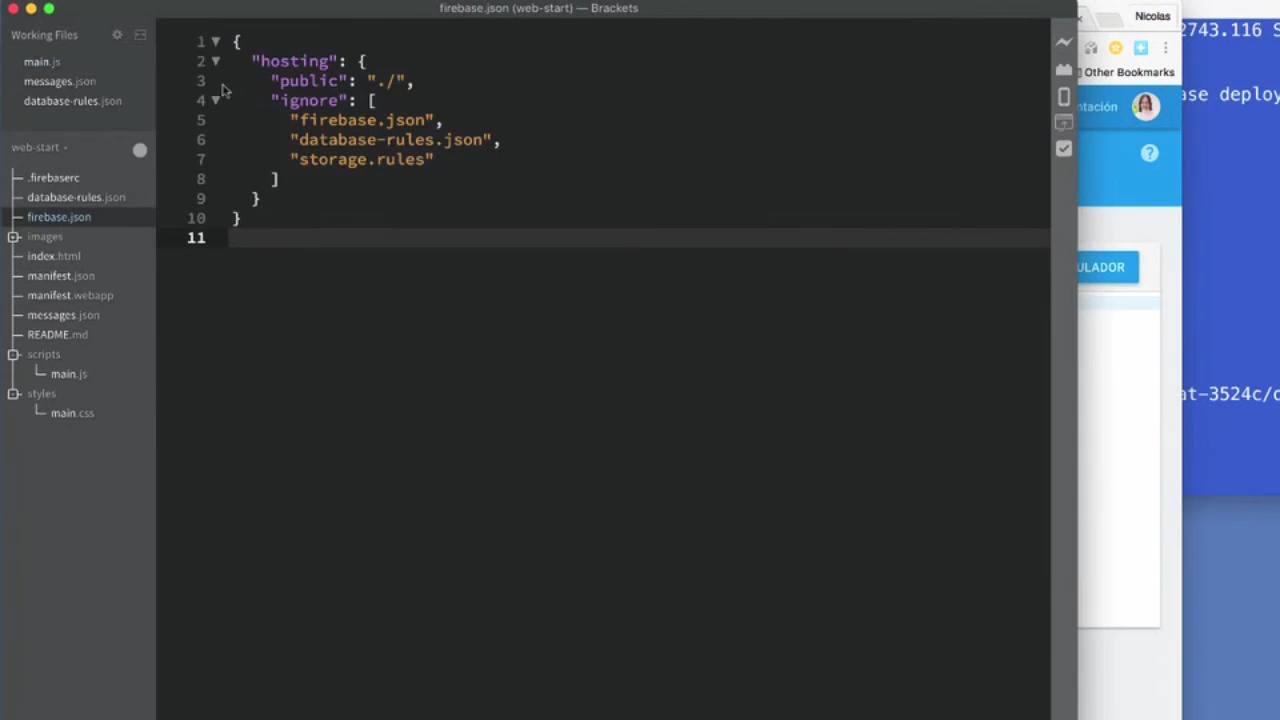 firebase.json (web-start) — Brackets
Working Files
main.js
messages.json
database-rules.json
web-start
.firebaserc
database-rules.json
firebase.json
images
index.html
manifest.json
manifest.webapp
messages.json
README.md
scripts
main.js
styles
main.css
1 {
2 "hosting": {
3 "public": "./",
4 "ignore": [
5 "firebase.json",
6 "database-rules.json",
7 "storage.rules"
8 ]
9 }
10 }
11
Nicolas
Other Bookmarks
ntación
?
ULADOR
2743.116 S
ase deploy
at-3524c/o